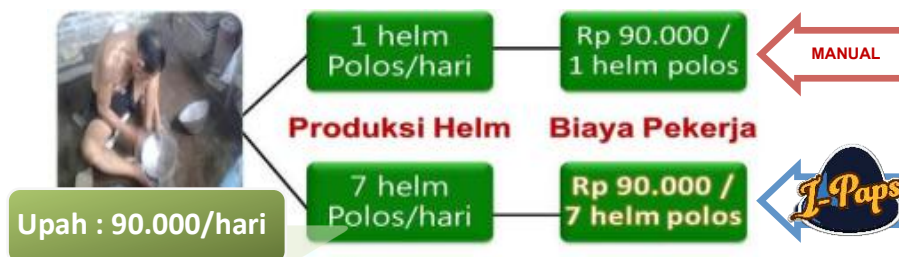 1 helm
Polos/hari
Rp 90.000 /
1 helm polos
MANUAL
Produksi Helm
Biaya Pekerja
7 helm
Polos/hari
Rp 90.000 /
7 helm polos
I-Paps
Upah : 90.000/hari